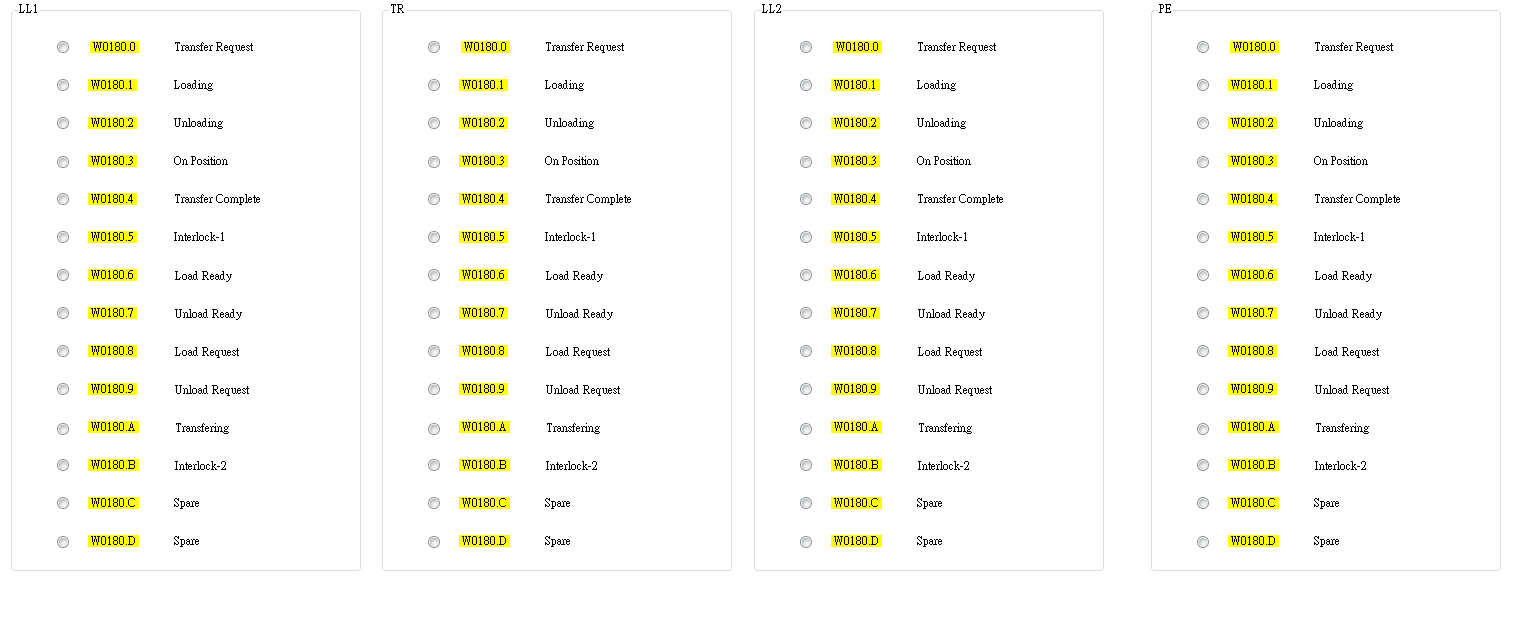 LL1
W0180.0 Transfer Request
W0180.1 Loading
W0180.2 Unloading
W0180.3 On Position
W0180.4 Transfer Complete
W0180.5 Interlock-1
W0180.6 Load Ready
W0180.7 Unload Ready
W0180.8 Load Request
W0180.9 Unload Request
W0180.A Transfering
W0180.B Interlock-2
W0180.C Spare
W0180.D Spare
TR
W0180.0 Transfer Request
W0180.1 Loading
W0180.2 Unloading
W0180.3 On Position
W0180.4 Transfer Complete
W0180.5 Interlock-1
W0180.6 Load Ready
W0180.7 Unload Ready
W0180.8 Load Request
W0180.9 Unload Request
W0180.A Transfering
W0180.B Interlock-2
W0180.C Spare
W0180.D Spare
LL2
W0180.0 Transfer Request
W0180.1 Loading
W0180.2 Unloading
W0180.3 On Position
W0180.4 Transfer Complete
W0180.5 Interlock-1
W0180.6 Load Ready
W0180.7 Unload Ready
W0180.8 Load Request
W0180.9 Unload Request
W0180.A Transfering
W0180.B Interlock-2
W0180.C Spare
W0180.D Spare
PE
W0180.0 Transfer Request
W0180.1 Loading
W0180.2 Unloading
W0180.3 On Position
W0180.4 Transfer Complete
W0180.5 Interlock-1
W0180.6 Load Ready
W0180.7 Unload Ready
W0180.8 Load Request
W0180.9 Unload Request
W0180.A Transfering
W0180.B Interlock-2
W0180.C Spare
W0180.D Spare